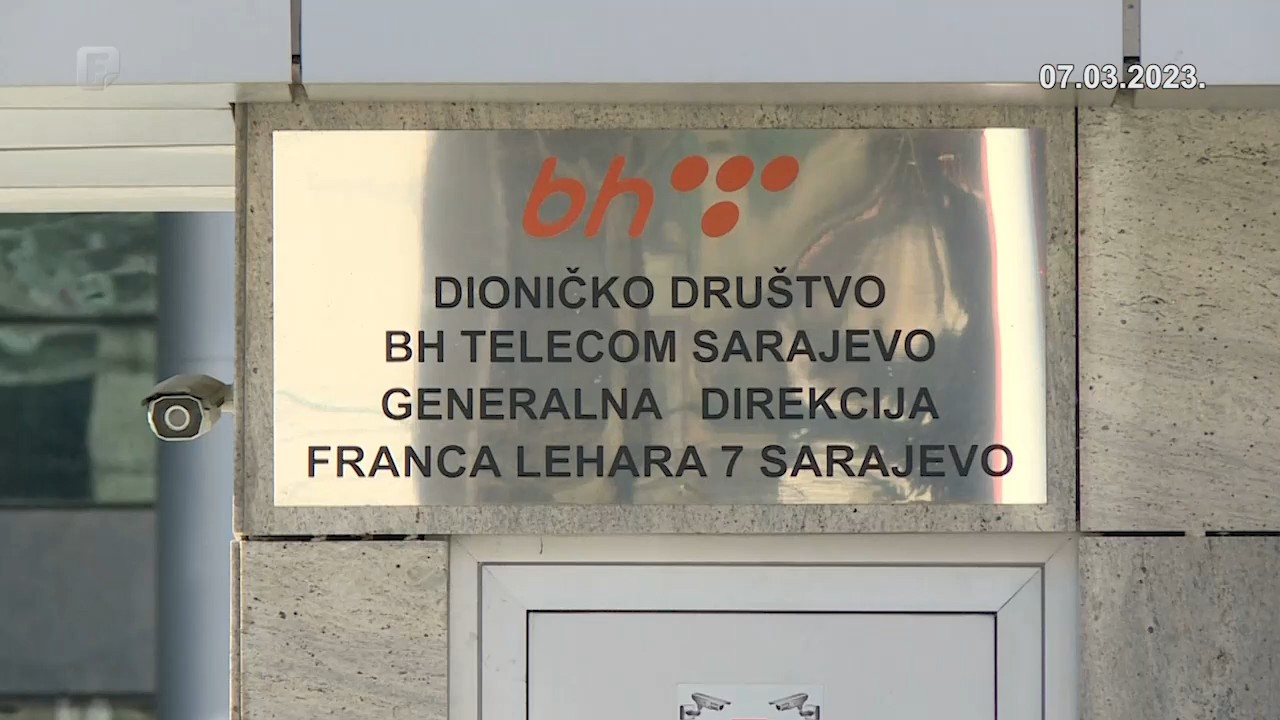 07.03.2023.
bh
DIONIČKO DRUŠTVO
BH TELECOM SARAJEVO
GENERALNA DIREKCIJA
FRANCA LEHARA 7 SARAJEVO